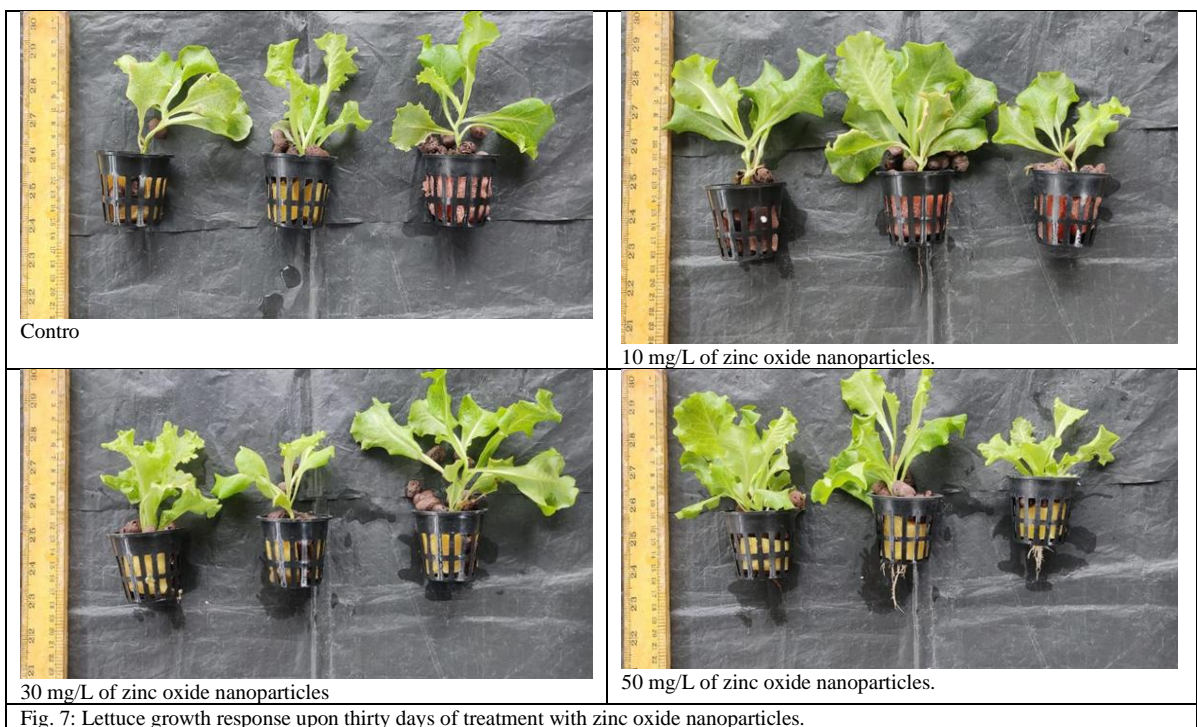 Contro
10 mg/L of zinc oxide nanoparticles.
30 mg/L of zinc oxide nanoparticles
50 mg/L of zinc oxide nanoparticles.
Fig. 7: Lettuce growth response upon thirty days of treatment with zinc oxide nanoparticles.